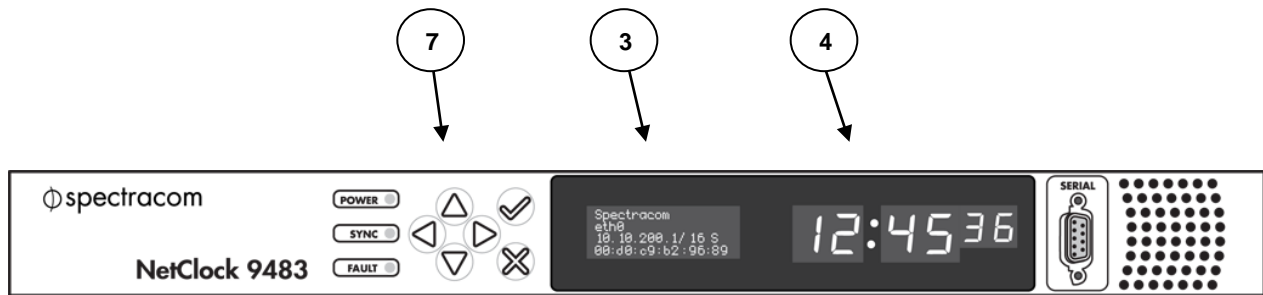 7
3
4
spectracom
NetClock 9483
POWER
SYNC
FAULT
Spectracom
eth0
10.10.200.1/16 S
00:d0:c9:b2:96:89
12:45 36
SERIAL